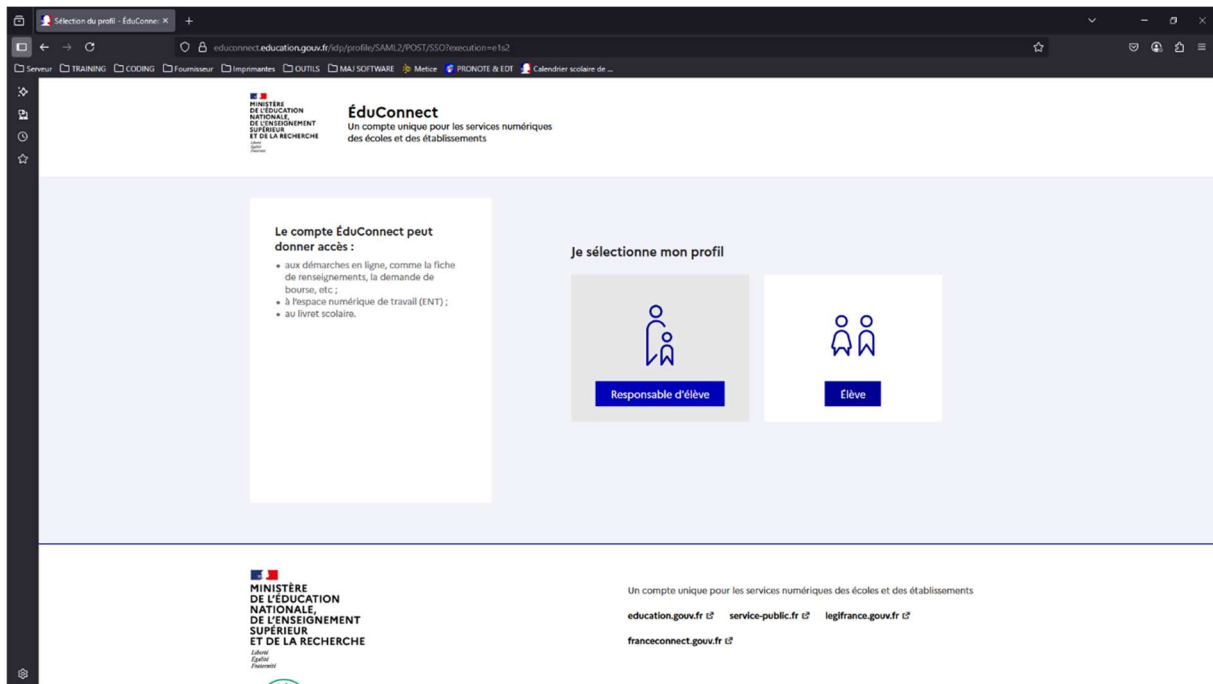 Sélection du profil - ÉduConnec
educonnect.education.gouv.fr/idp/profile/SAML2/POST/SSO?execution=e1s2
Serveur TRAINING CODING Fournisseur Imprimantes OUTILS MAJ SOFTWARE Metice PRONOTE & EDT Calendrier scolaire de ...
MINISTÈRE
DE L'ÉDUCATION
NATIONALE,
DE L'ENSEIGNEMENT
SUPÉRIEUR
ET DE LA RECHERCHE
Liberté
Égalité
Fraternité
ÉduConnect
Un compte unique pour les services numériques
des écoles et des établissements
Le compte ÉduConnect peut
donner accès :
aux démarches en ligne, comme la fiche
de renseignements, la demande de
bourse, etc ;
à l'espace numérique de travail (ENT) ;
au livret scolaire.
Je sélectionne mon profil
Responsable d'élève
Élève
MINISTÈRE
DE L'ÉDUCATION
NATIONALE,
DE L'ENSEIGNEMENT
SUPÉRIEUR
ET DE LA RECHERCHE
Liberté
Égalité
Fraternité
Un compte unique pour les services numériques des écoles et des établissements
education.gouv.fr service-public.fr legifrance.gouv.fr
franceconnect.gouv.fr